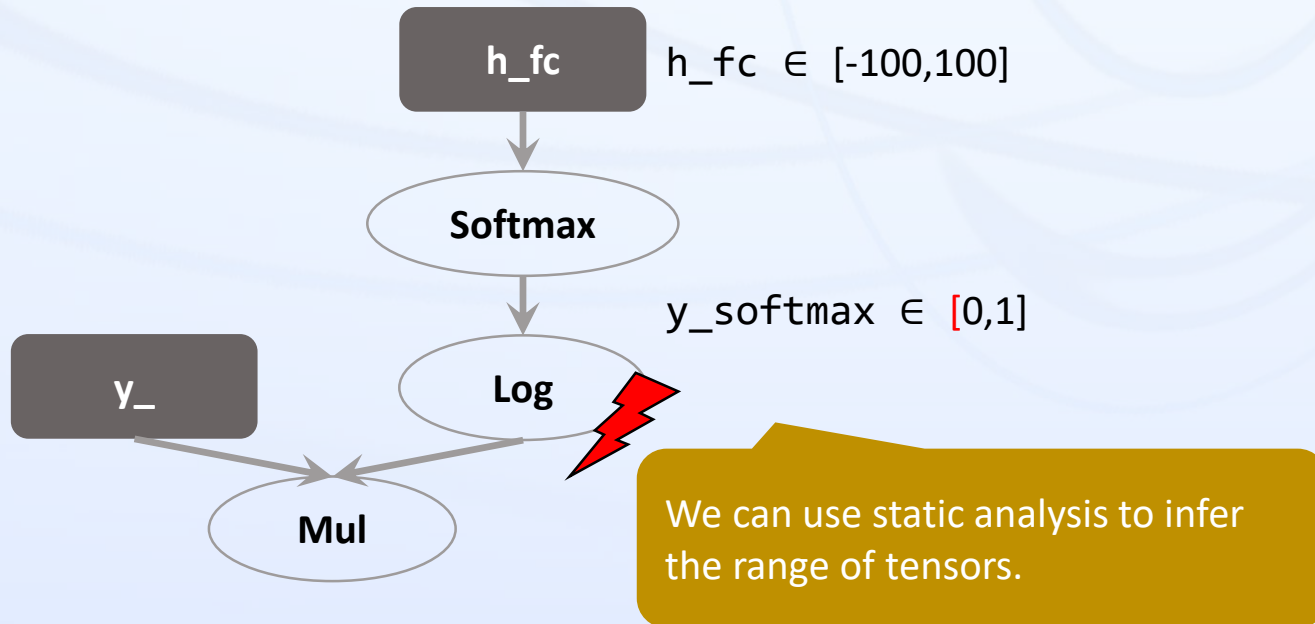 h_fc
h_fc ∈ [-100,100]
Softmax
y_softmax ∈ [0,1]
y_
Log
Mul
We can use static analysis to infer
the range of tensors.